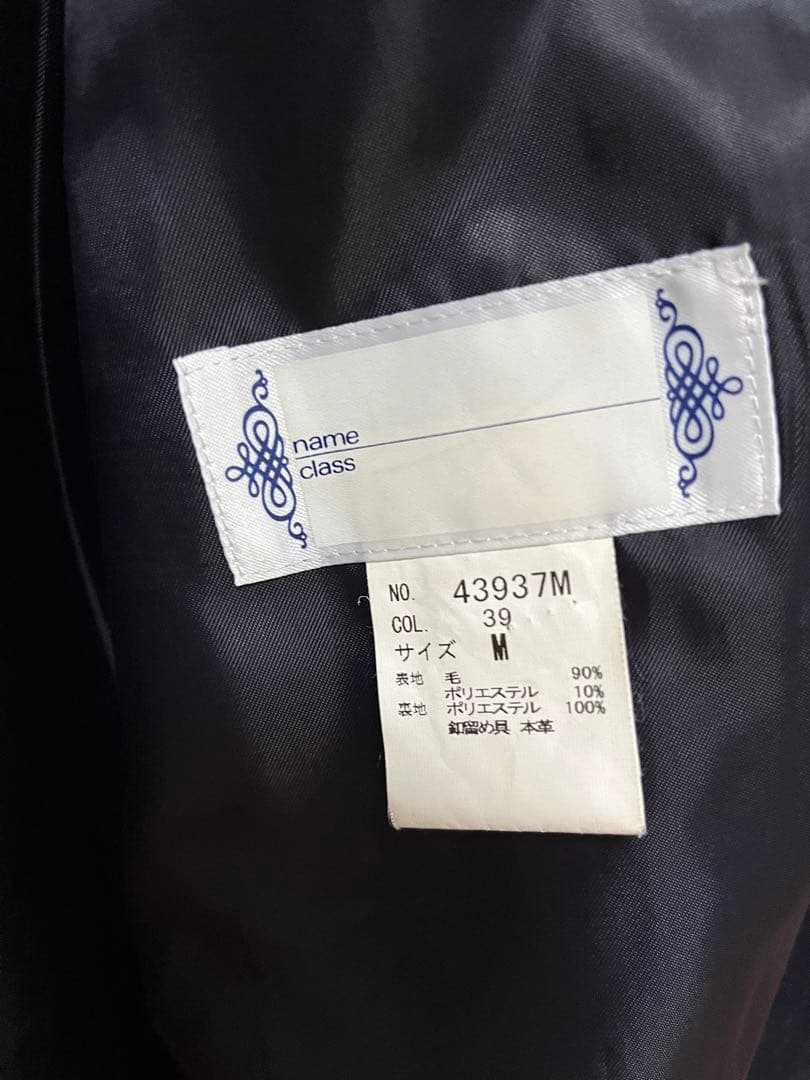 name
class
NO. 43937M
COL. 39
サイズ M
表地 毛 90%
ポリエステル 10%
裏地 ポリエステル 100%
釦留め具 本革